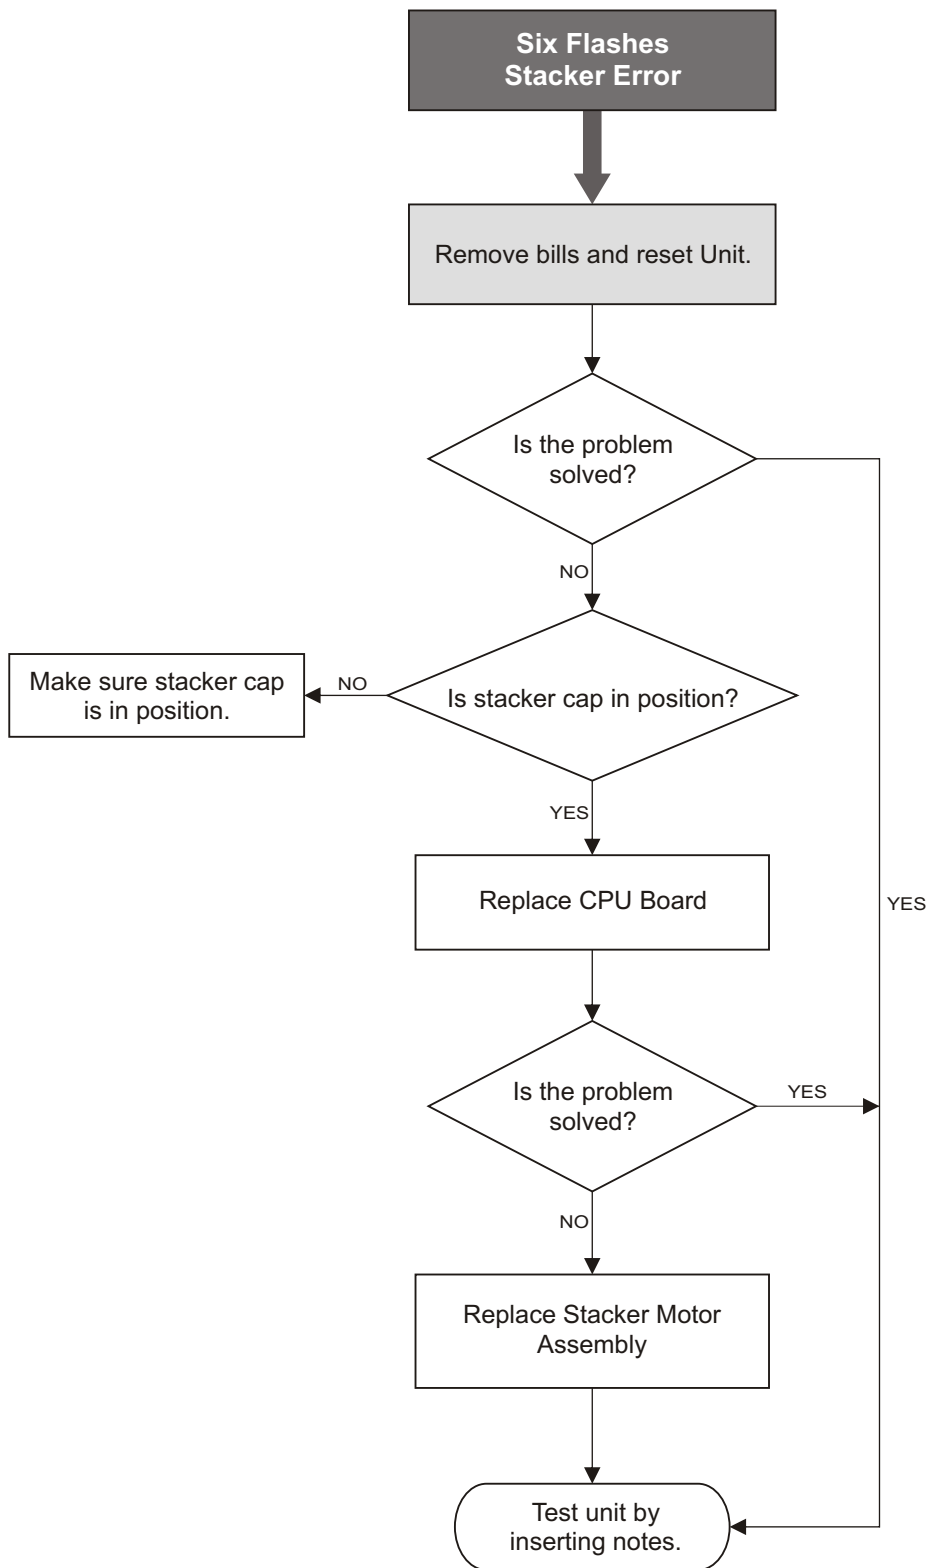 Six Flashes
Stacker Error
Remove bills and reset Unit.
Is the problem
solved?
NO
Is stacker cap in position?
NO
Make sure stacker cap
is in position.
YES
Replace CPU Board
YES
Is the problem
solved?
YES
NO
Replace Stacker Motor
Assembly
Test unit by
inserting notes.